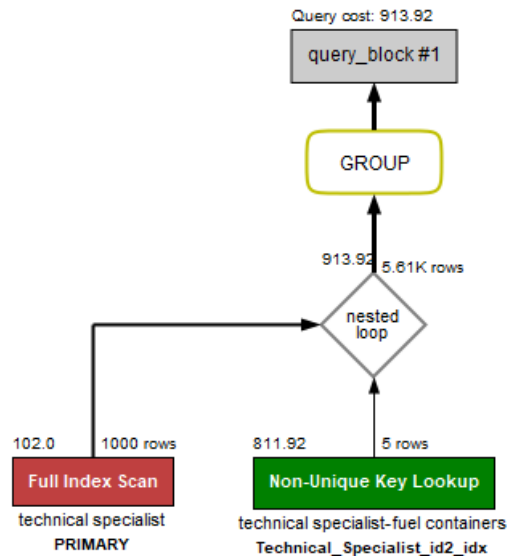 Query cost: 913.92
query_block #1
GROUP
913.92
5.61K rows
nested
loop
102.0
1000 rows
811.92
5 rows
Full Index Scan
Non-Unique Key Lookup
technical specialist
technical specialist-fuel containers
PRIMARY
Technical_Specialist_id2_idx